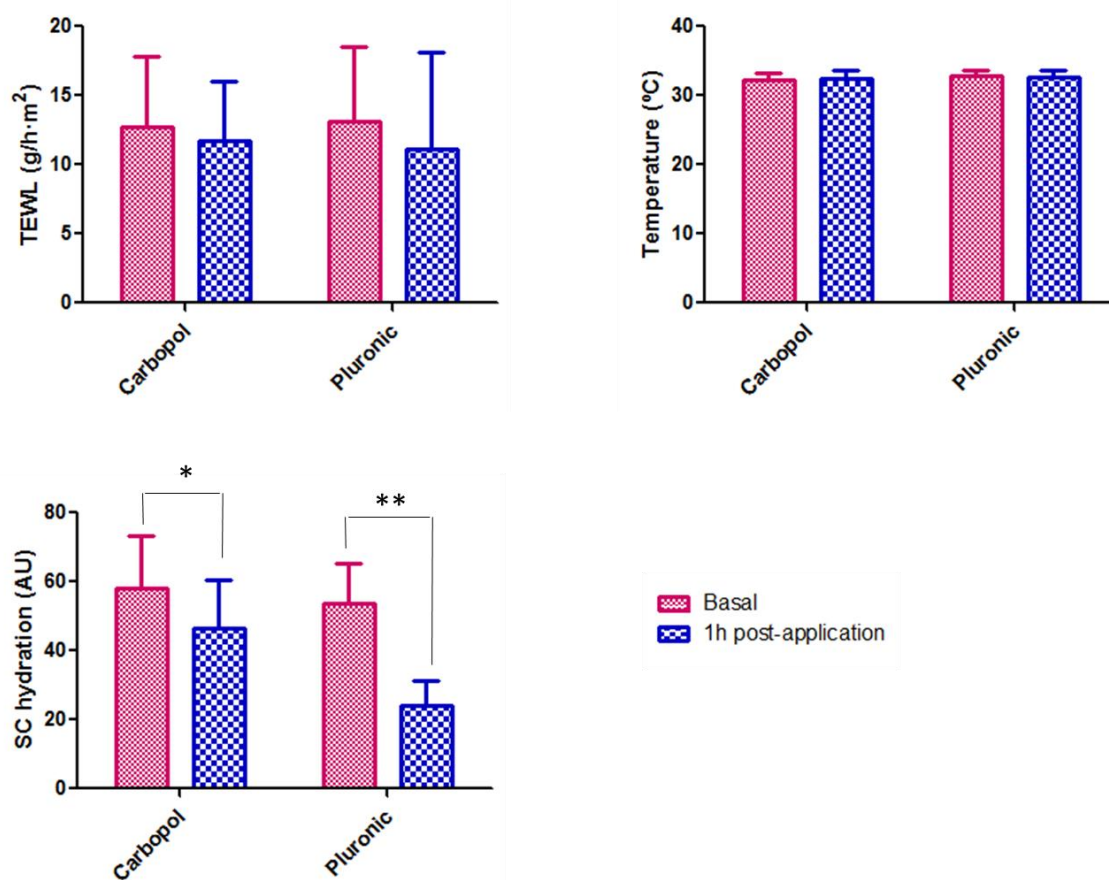 20
15
10
5
0
TEWL (g/h·m²)
Carbopol
Pluronic
40
30
20
10
0
Temperature (ºC)
Carbopol
Pluronic
*
**
80
60
40
20
0
SC hydration (AU)
Carbopol
Pluronic
Basal
1h post-application